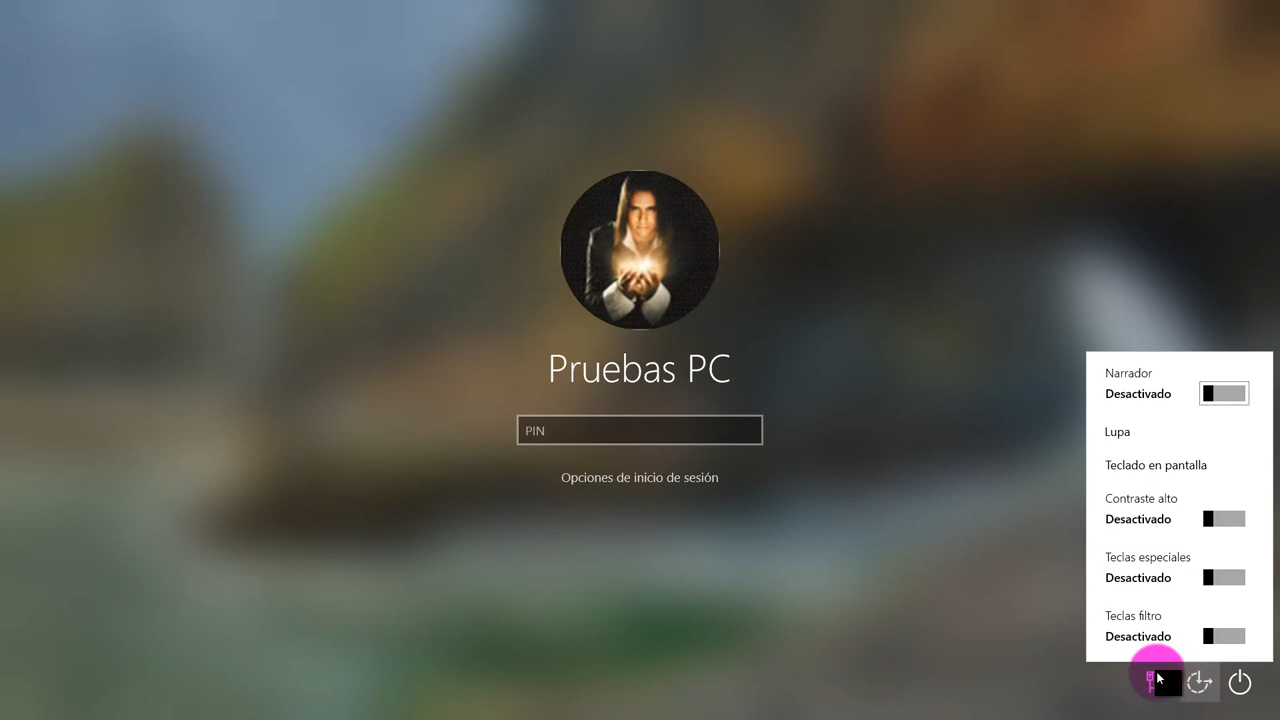 Pruebas PC
PIN
Opciones de inicio de sesión
Narrador
Desactivado
Lupa
Teclado en pantalla
Contraste alto
Desactivado
Teclas especiales
Desactivado
Teclas filtro
Desactivado